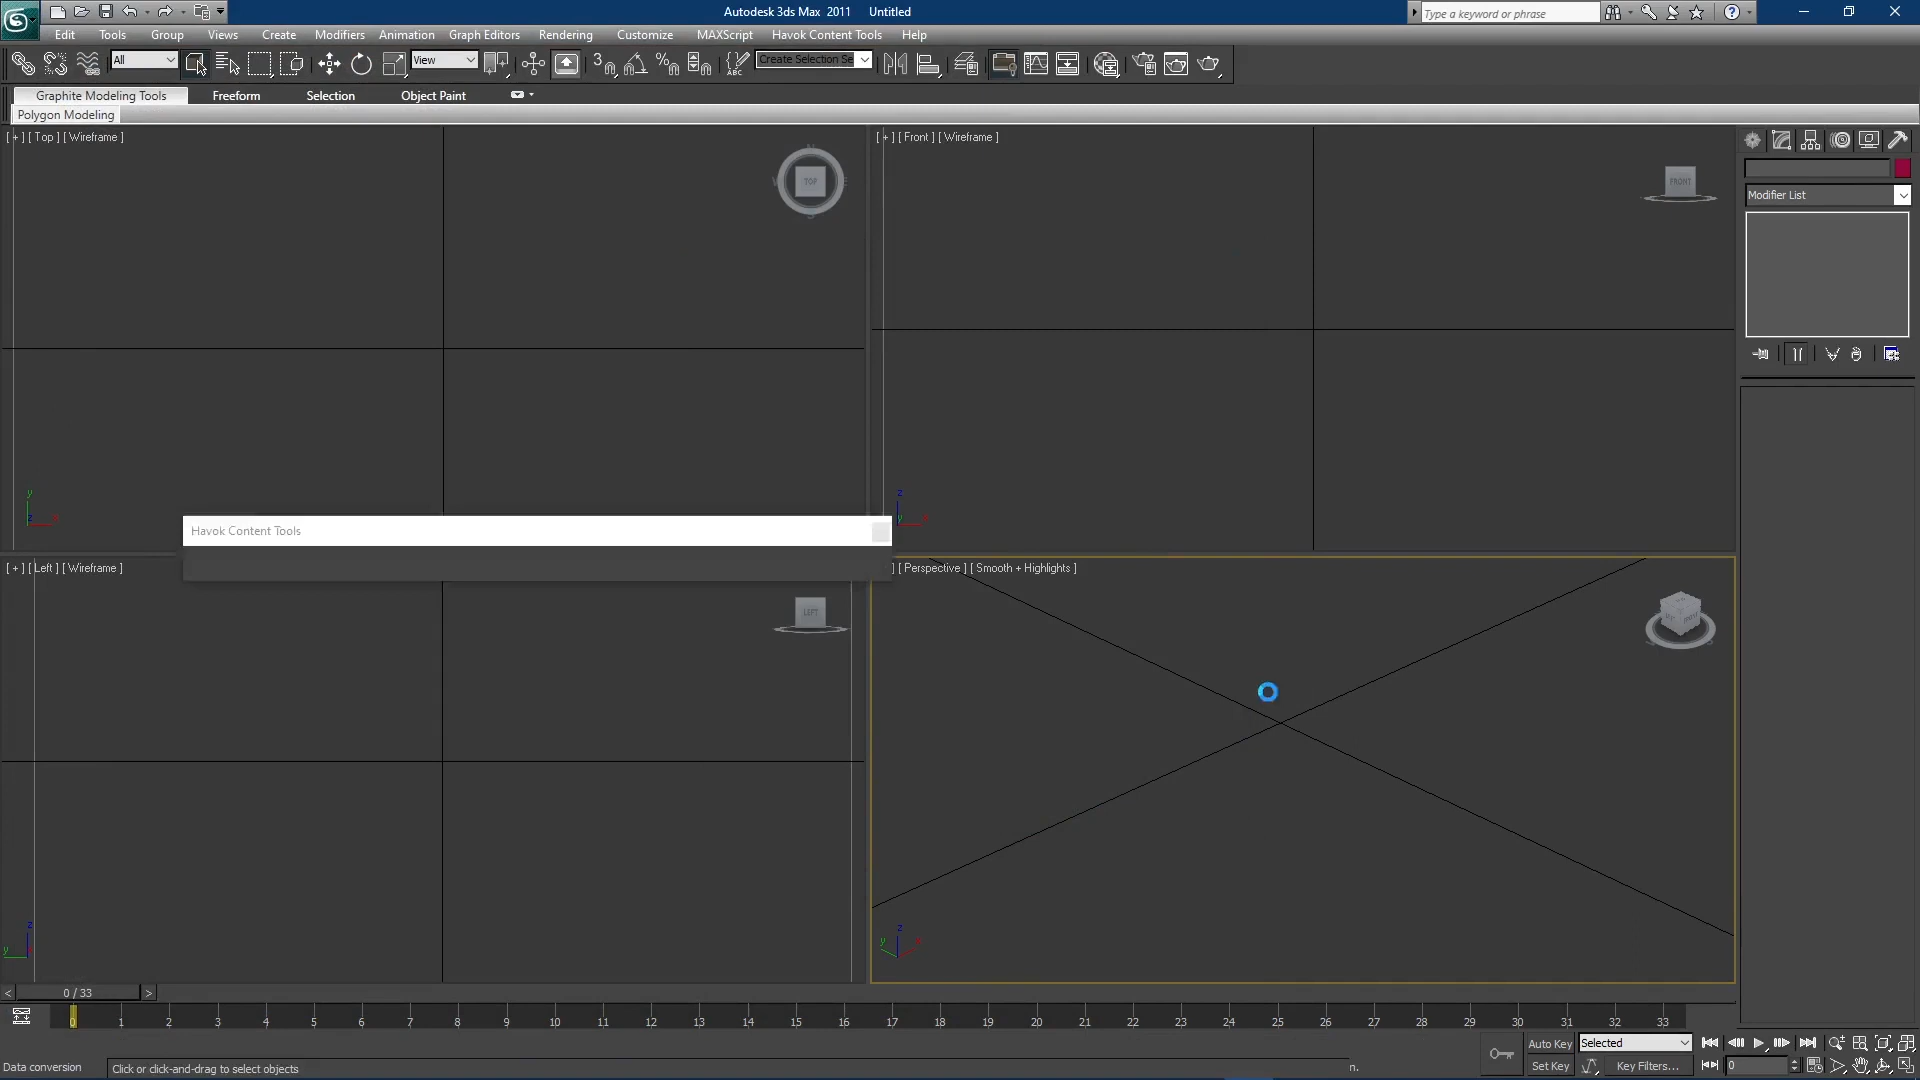 Autodesk 3ds Max  2011    Untitled
Type a keyword or phrase
Edit Tools Group Views Create Modifiers Animation Graph Editors Rendering Customize MAXScript Havok Content Tools Help
All
View
3
%
ABC
Create Selection Se
Graphite Modeling Tools Freeform Selection Object Paint
Polygon Modeling
[ + ] [ Top ] [ Wireframe ]
TOP
[ + ] [ Front ] [ Wireframe ]
FRONT
Modifier List
y
z
x
z
y
x
Havok Content Tools
[ + ] [ Left ] [ Wireframe ]
LEFT
] [ Perspective ] [ Smooth + Highlights ]
z
y
z
y
x
< 0 / 33 >
0 1 2 3 4 5 6 7 8 9 10 11 12 13 14 15 16 17 18 19 20 21 22 23 24 25 26 27 28 29 30 31 32 33
Auto Key Selected
Data conversion Click or click-and-drag to select objects n. Set Key Key Filters... 0